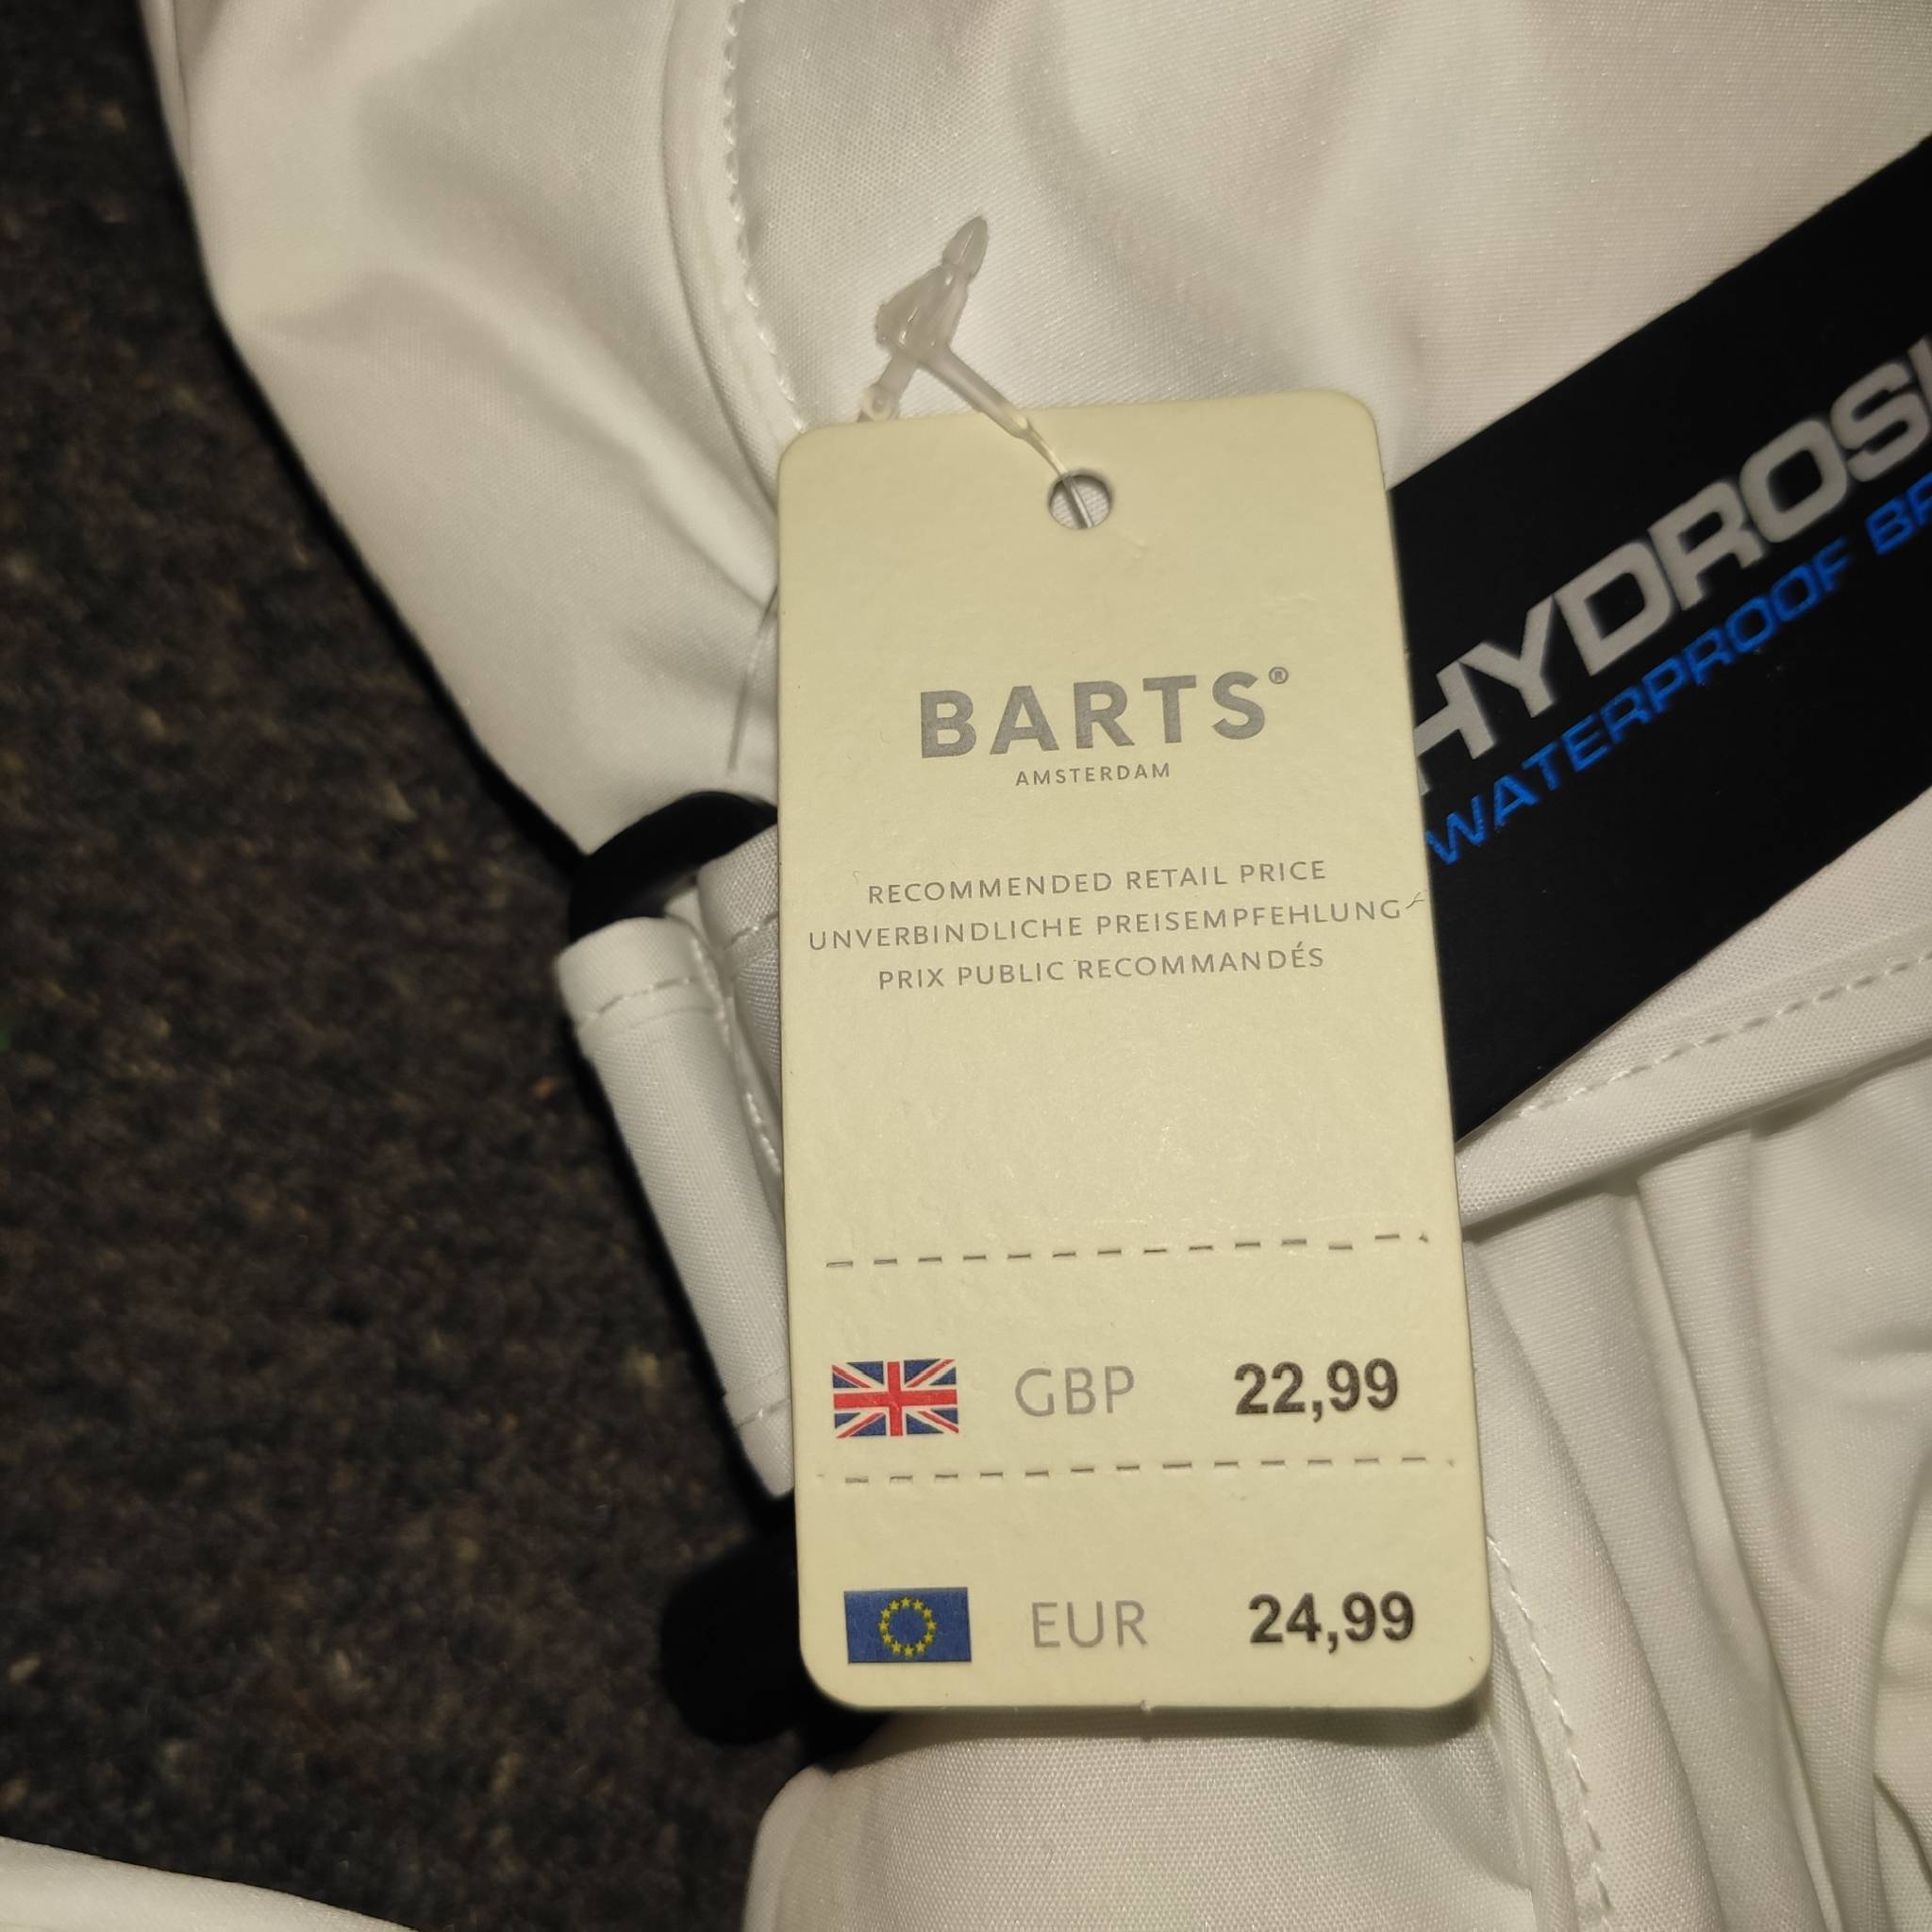 BARTS®
AMSTERDAM
RECOMMENDED RETAIL PRICE
UNVERBINDLICHE PREISEMPFEHLUNG
PRIX PUBLIC RECOMMANDÉS
GBP 22,99
EUR 24,99
WATERPROOF